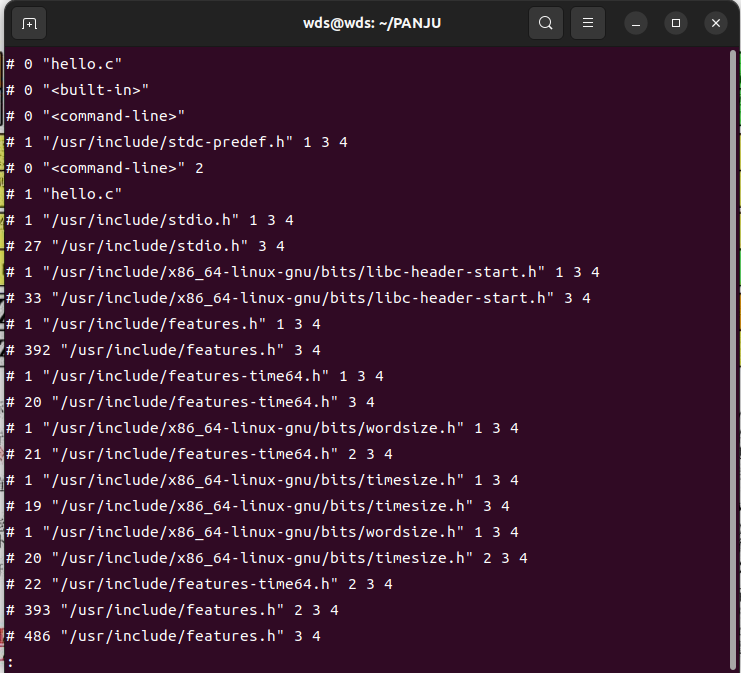 wds@wds: ~/PANJU
# 0 "hello.c"
# 0 "<built-in>"
# 0 "<command-line>"
# 1 "/usr/include/stdc-predef.h" 1 3 4
# 0 "<command-line>" 2
# 1 "hello.c"
# 1 "/usr/include/stdio.h" 1 3 4
# 27 "/usr/include/stdio.h" 3 4
# 1 "/usr/include/x86_64-linux-gnu/bits/libc-header-start.h" 1 3 4
# 33 "/usr/include/x86_64-linux-gnu/bits/libc-header-start.h" 3 4
# 1 "/usr/include/features.h" 1 3 4
# 392 "/usr/include/features.h" 3 4
# 1 "/usr/include/features-time64.h" 1 3 4
# 20 "/usr/include/features-time64.h" 3 4
# 1 "/usr/include/x86_64-linux-gnu/bits/wordsize.h" 1 3 4
# 21 "/usr/include/features-time64.h" 2 3 4
# 1 "/usr/include/x86_64-linux-gnu/bits/timesize.h" 1 3 4
# 19 "/usr/include/x86_64-linux-gnu/bits/timesize.h" 3 4
# 1 "/usr/include/x86_64-linux-gnu/bits/wordsize.h" 1 3 4
# 20 "/usr/include/x86_64-linux-gnu/bits/timesize.h" 2 3 4
# 22 "/usr/include/features-time64.h" 2 3 4
# 393 "/usr/include/features.h" 2 3 4
# 486 "/usr/include/features.h" 3 4
: